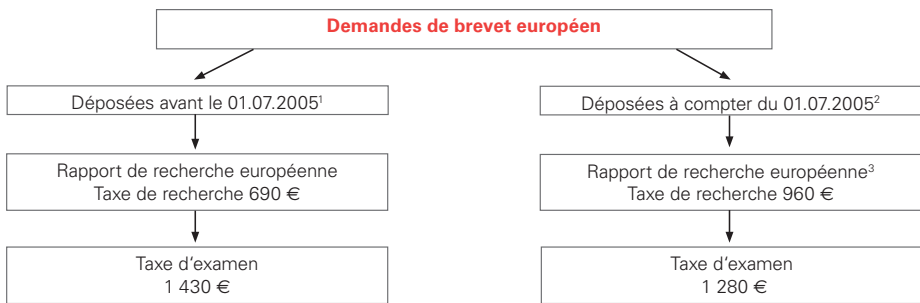 Demandes de brevet européen
Déposées avant le 01.07.2005¹
Déposées à compter du 01.07.2005²
Rapport de recherche européenne
Taxe de recherche 690 €
Rapport de recherche européenne³
Taxe de recherche 960 €
Taxe d'examen
1 430 €
Taxe d'examen
1 280 €